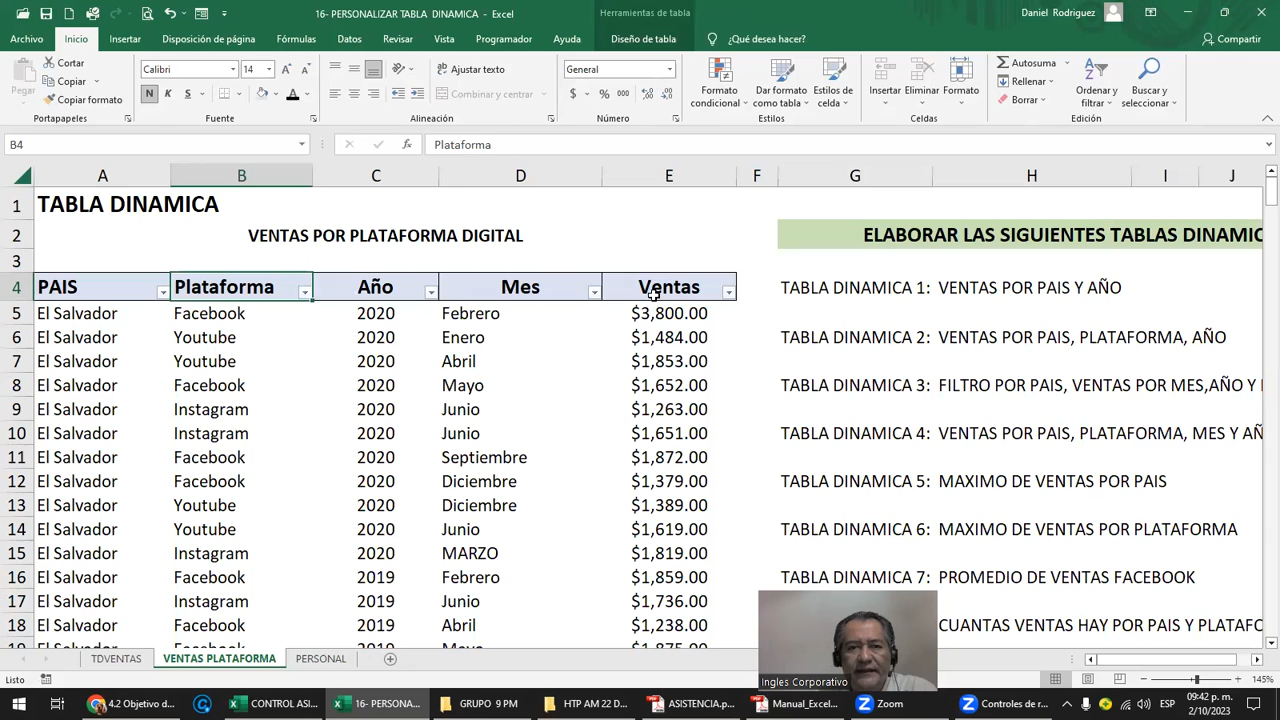 16- PERSONALIZAR TABLA DINAMICA - Excel
Herramientas de tabla
Daniel Rodriguez
Archivo Inicio Insertar Disposición de página Fórmulas Datos Revisar Vista Programador Ayuda Diseño de tabla ¿Qué desea hacer? Compartir
Pegar
Cortar
Copiar
Copiar formato
Portapapeles
Calibri 14
N K S
Fuente
Ajustar texto
Combinar y centrar
Alineación
General
$ % 000
Número
Formato condicional
Dar formato como tabla
Estilos de celda
Estilos
Insertar Eliminar Formato
Celdas
Autosuma
Rellenar
Borrar
Ordenar y filtrar
Buscar y seleccionar
Edición
B4 fx Plataforma
A B C D E F G H I J
1 TABLA DINAMICA
2 VENTAS POR PLATAFORMA DIGITAL ELABORAR LAS SIGUIENTES TABLAS DINAMIC
3
4 PAIS Plataforma Año Mes Ventas TABLA DINAMICA 1: VENTAS POR PAIS Y AÑO
5 El Salvador Facebook 2020 Febrero $3,800.00
6 El Salvador Youtube 2020 Enero $1,484.00 TABLA DINAMICA 2: VENTAS POR PAIS, PLATAFORMA, AÑO
7 El Salvador Youtube 2020 Abril $1,853.00
8 El Salvador Facebook 2020 Mayo $1,652.00 TABLA DINAMICA 3: FILTRO POR PAIS, VENTAS POR MES,AÑO Y
9 El Salvador Instagram 2020 Junio $1,263.00
10 El Salvador Instagram 2020 Junio $1,651.00 TABLA DINAMICA 4: VENTAS POR PAIS, PLATAFORMA, MES Y AÑ
11 El Salvador Facebook 2020 Septiembre $1,872.00
12 El Salvador Facebook 2020 Diciembre $1,379.00 TABLA DINAMICA 5: MAXIMO DE VENTAS POR PAIS
13 El Salvador Youtube 2020 Diciembre $1,389.00
14 El Salvador Youtube 2020 Junio $1,619.00 TABLA DINAMICA 6: MAXIMO DE VENTAS POR PLATAFORMA
15 El Salvador Instagram 2020 MARZO $1,819.00
16 El Salvador Facebook 2019 Febrero $1,859.00 TABLA DINAMICA 7: PROMEDIO DE VENTAS FACEBOOK
17 El Salvador Instagram 2019 Junio $1,736.00
18 El Salvador Facebook 2019 Abril $1,238.00 CUANTAS VENTAS HAY POR PAIS Y PLATAFO
Ingles Corporativo
TDVENTAS VENTAS PLATAFORMA PERSONAL
Listo 145%
4.2 Objetivo d... CONTROL ASI... 16- PERSONA... GRUPO 9 PM HTP AM 22 D... ASISTENCIA.p... Manual_Exce... Zoom Controles de r... ESP 09:42 p. m.
2/10/2023